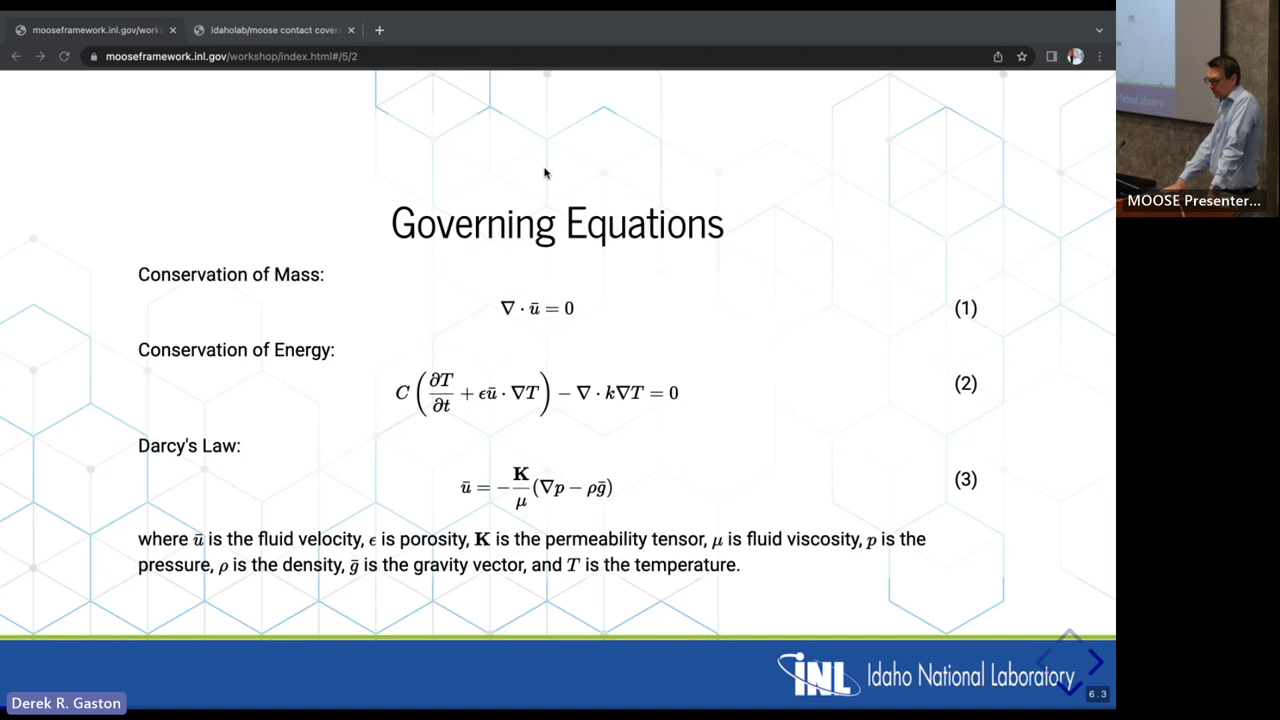 mooseframework.inl.gov/work
idaholab/moose contact cover
mooseframework.inl.gov/workshop/index.html#/5/2
National Laboratory
MOOSE Presenter...
Governing Equations
Conservation of Mass:
∇ · ū = 0 (1)
Conservation of Energy:
C (∂T/∂t + ϵū · ∇T) − ∇ · k∇T = 0 (2)
Darcy's Law:
ū = −K/μ (∇p − ρḡ) (3)
where ū is the fluid velocity, ϵ is porosity, K is the permeability tensor, μ is fluid viscosity, p is the
pressure, ρ is the density, ḡ is the gravity vector, and T is the temperature.
INL Idaho National Laboratory
6.3
Derek R. Gaston